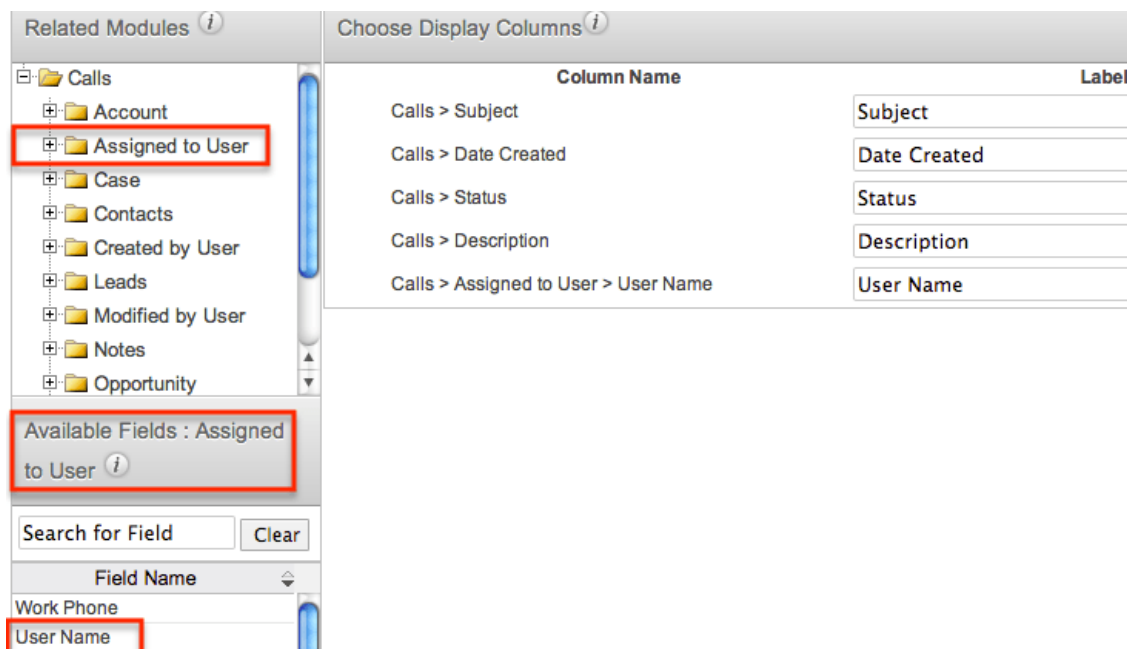 Related Modules i
Calls
Account
Assigned to User
Case
Contacts
Created by User
Leads
Modified by User
Notes
Opportunity
Available Fields : Assigned
to User i
Search for Field Clear
Field Name
Work Phone
User Name
Choose Display Columns i
Column Name Label
Calls > Subject Subject
Calls > Date Created Date Created
Calls > Status Status
Calls > Description Description
Calls > Assigned to User > User Name User Name